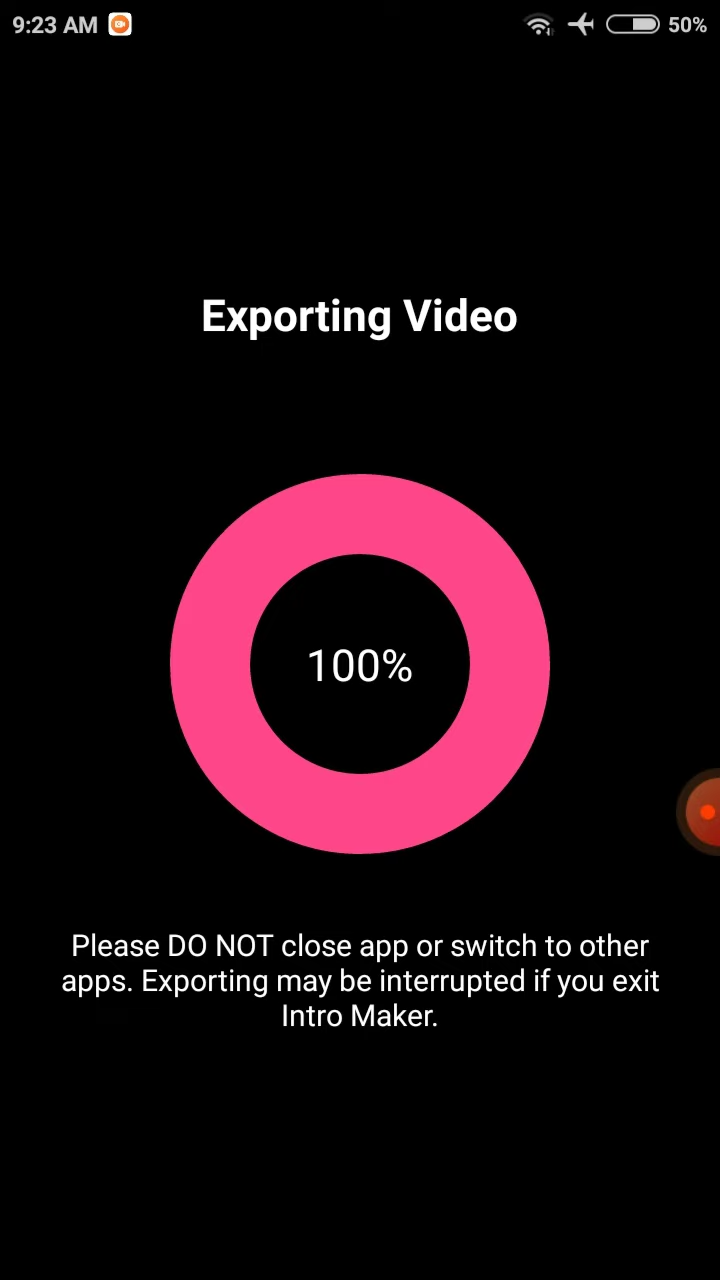 9:23 AM 50%
Exporting Video
100%
Please DO NOT close app or switch to other
apps. Exporting may be interrupted if you exit
Intro Maker.